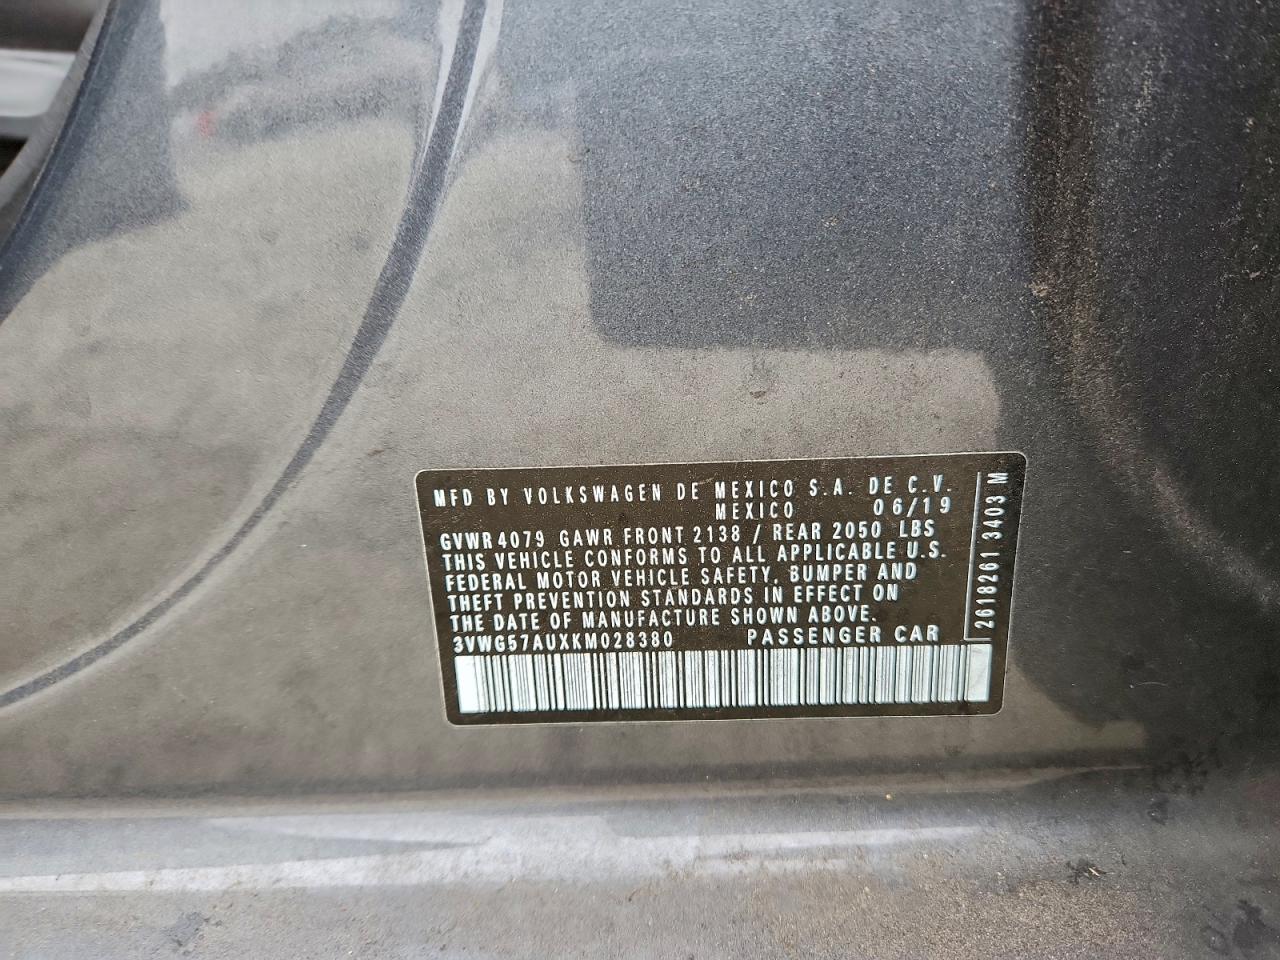 MFD BY VOLKSWAGEN DE MEXICO S.A. DE C.V.
MEXICO 06/19
GVWR 4079 GAWR FRONT 2138 / REAR 2050 LBS
THIS VEHICLE CONFORMS TO ALL APPLICABLE U.S.
FEDERAL MOTOR VEHICLE SAFETY, BUMPER AND
THEFT PREVENTION STANDARDS IN EFFECT ON
THE DATE OF MANUFACTURE SHOWN ABOVE.
3VWG57AUXKM028380 PASSENGER CAR
2618261 3403 M